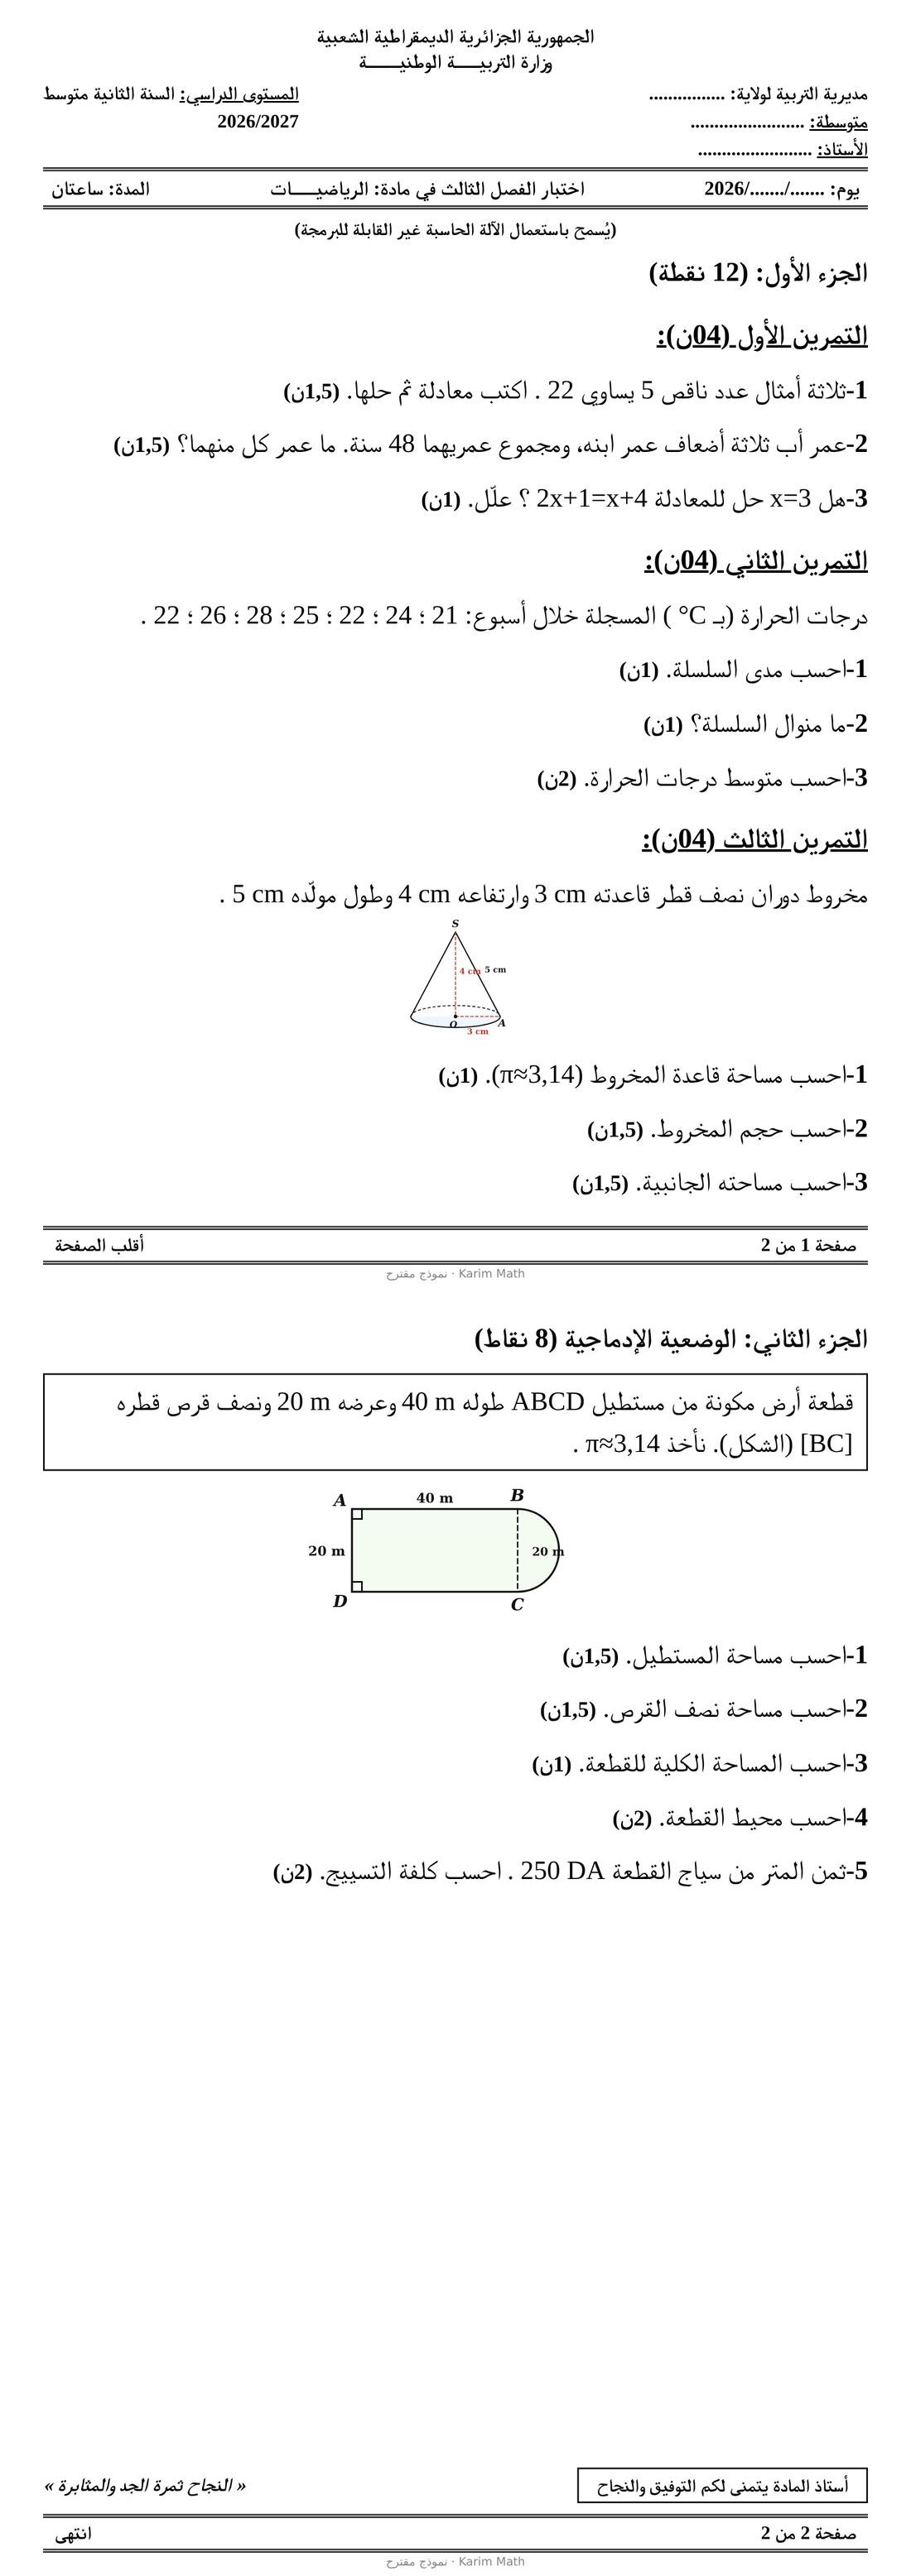 الجمهورية الجزائرية الديمقراطية الشعبية
وزارة التربيــــة الوطنيــــــة
مديرية التربية لولاية: ................
المستوى الدراسي: السنة الثانية متوسط
متوسطة: ........................
2026/2027
الأستاذ: ........................
يوم: ......./......./2026
اختبار الفصل الثالث في مادة: الرياضيـــــات
المدة: ساعتان
(يُسمح باستعمال الآلة الحاسبة غير القابلة للبرمجة)
الجزء الأول: (12 نقطة)
التمرين الأول (04ن):
1-ثلاثة أمثال عدد ناقص 5 يساوي 22 . اكتب معادلة ثم حلها. (1,5ن)
2-عمر أب ثلاثة أضعاف عمر ابنه، ومجموع عمريهما 48 سنة. ما عمر كل منهما؟ (1,5ن)
3-هل x=3 حل للمعادلة 2x+1=x+4 ؟ علّل. (1ن)
التمرين الثاني (04ن):
درجات الحرارة (بـ °C ) المسجلة خلال أسبوع: 21 ؛ 24 ؛ 22 ؛ 25 ؛ 28 ؛ 26 ؛ 22 .
1-احسب مدى السلسلة. (1ن)
2-ما منوال السلسلة؟ (1ن)
3-احسب متوسط درجات الحرارة. (2ن)
التمرين الثالث (04ن):
مخروط دوران نصف قطر قاعدته 3 cm وارتفاعه 4 cm وطول مولّده 5 cm .
S
4 cm 5 cm
O A
3 cm
1-احسب مساحة قاعدة المخروط (π≈3,14). (1ن)
2-احسب حجم المخروط. (1,5ن)
3-احسب مساحته الجانبية. (1,5ن)
صفحة 1 من 2
أقلب الصفحة
نموذج مقترح · Karim Math
الجزء الثاني: الوضعية الإدماجية (8 نقاط)
قطعة أرض مكونة من مستطيل ABCD طوله 40 m وعرضه 20 m ونصف قرص قطره
[BC] (الشكل). نأخذ π≈3,14 .
A 40 m B
20 m 20 m
D C
1-احسب مساحة المستطيل. (1,5ن)
2-احسب مساحة نصف القرص. (1,5ن)
3-احسب المساحة الكلية للقطعة. (1ن)
4-احسب محيط القطعة. (2ن)
5-ثمن المتر من سياج القطعة 250 DA . احسب كلفة التسييج. (2ن)
أستاذ المادة يتمنى لكم التوفيق والنجاح
« النجاح ثمرة الجد والمثابرة »
صفحة 2 من 2
انتهى
نموذج مقترح · Karim Math